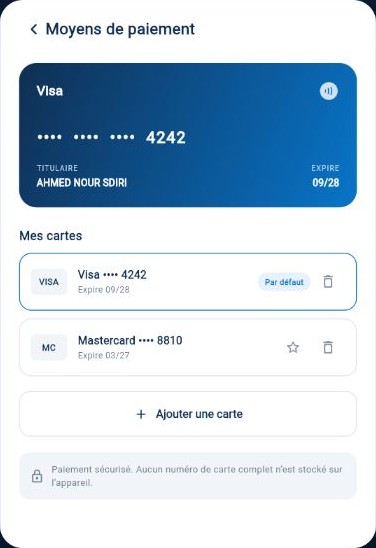 Moyens de paiement
Visa
•••• •••• •••• 4242
TITULAIRE
EXPIRE
AHMED NOUR SDIRI
09/28
Mes cartes
VISA
Visa •••• 4242
Expire 09/28
Par défaut
MC
Mastercard •••• 8810
Expire 03/27
+ Ajouter une carte
Paiement sécurisé. Aucun numéro de carte complet n'est stocké sur
l'appareil.